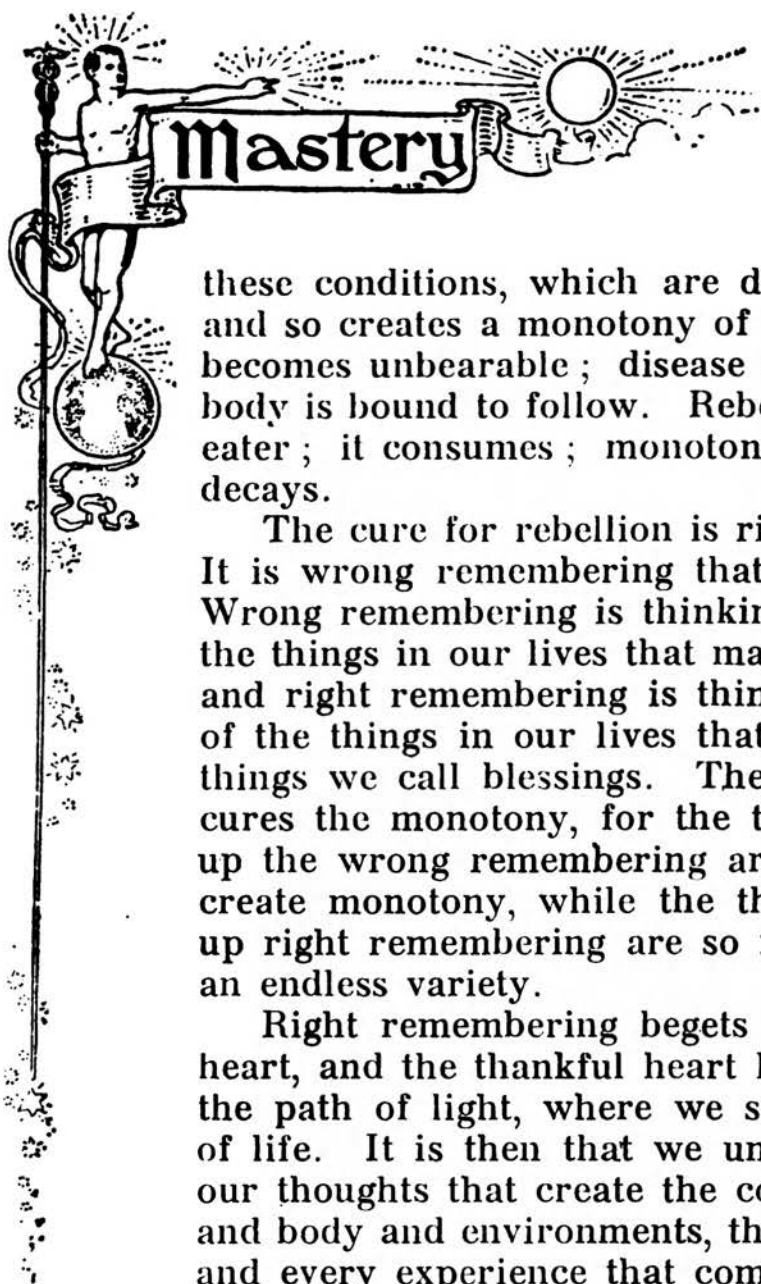 Mastery
these conditions, which are d
and so creates a monotony of
becomes unbearable ; disease
body is bound to follow. Rebe
eater ; it consumes ; monoton
decays.
The cure for rebellion is ri
It is wrong remembering that
Wrong remembering is thinkin
the things in our lives that ma
and right remembering is thin
of the things in our lives that
things we call blessings. The
cures the monotony, for the t
up the wrong remembering ar
create monotony, while the th
up right remembering are so
an endless variety.
Right remembering begets
heart, and the thankful heart
the path of light, where we s
of life. It is then that we un
our thoughts that create the co
and body and environments, th
and every experience that com